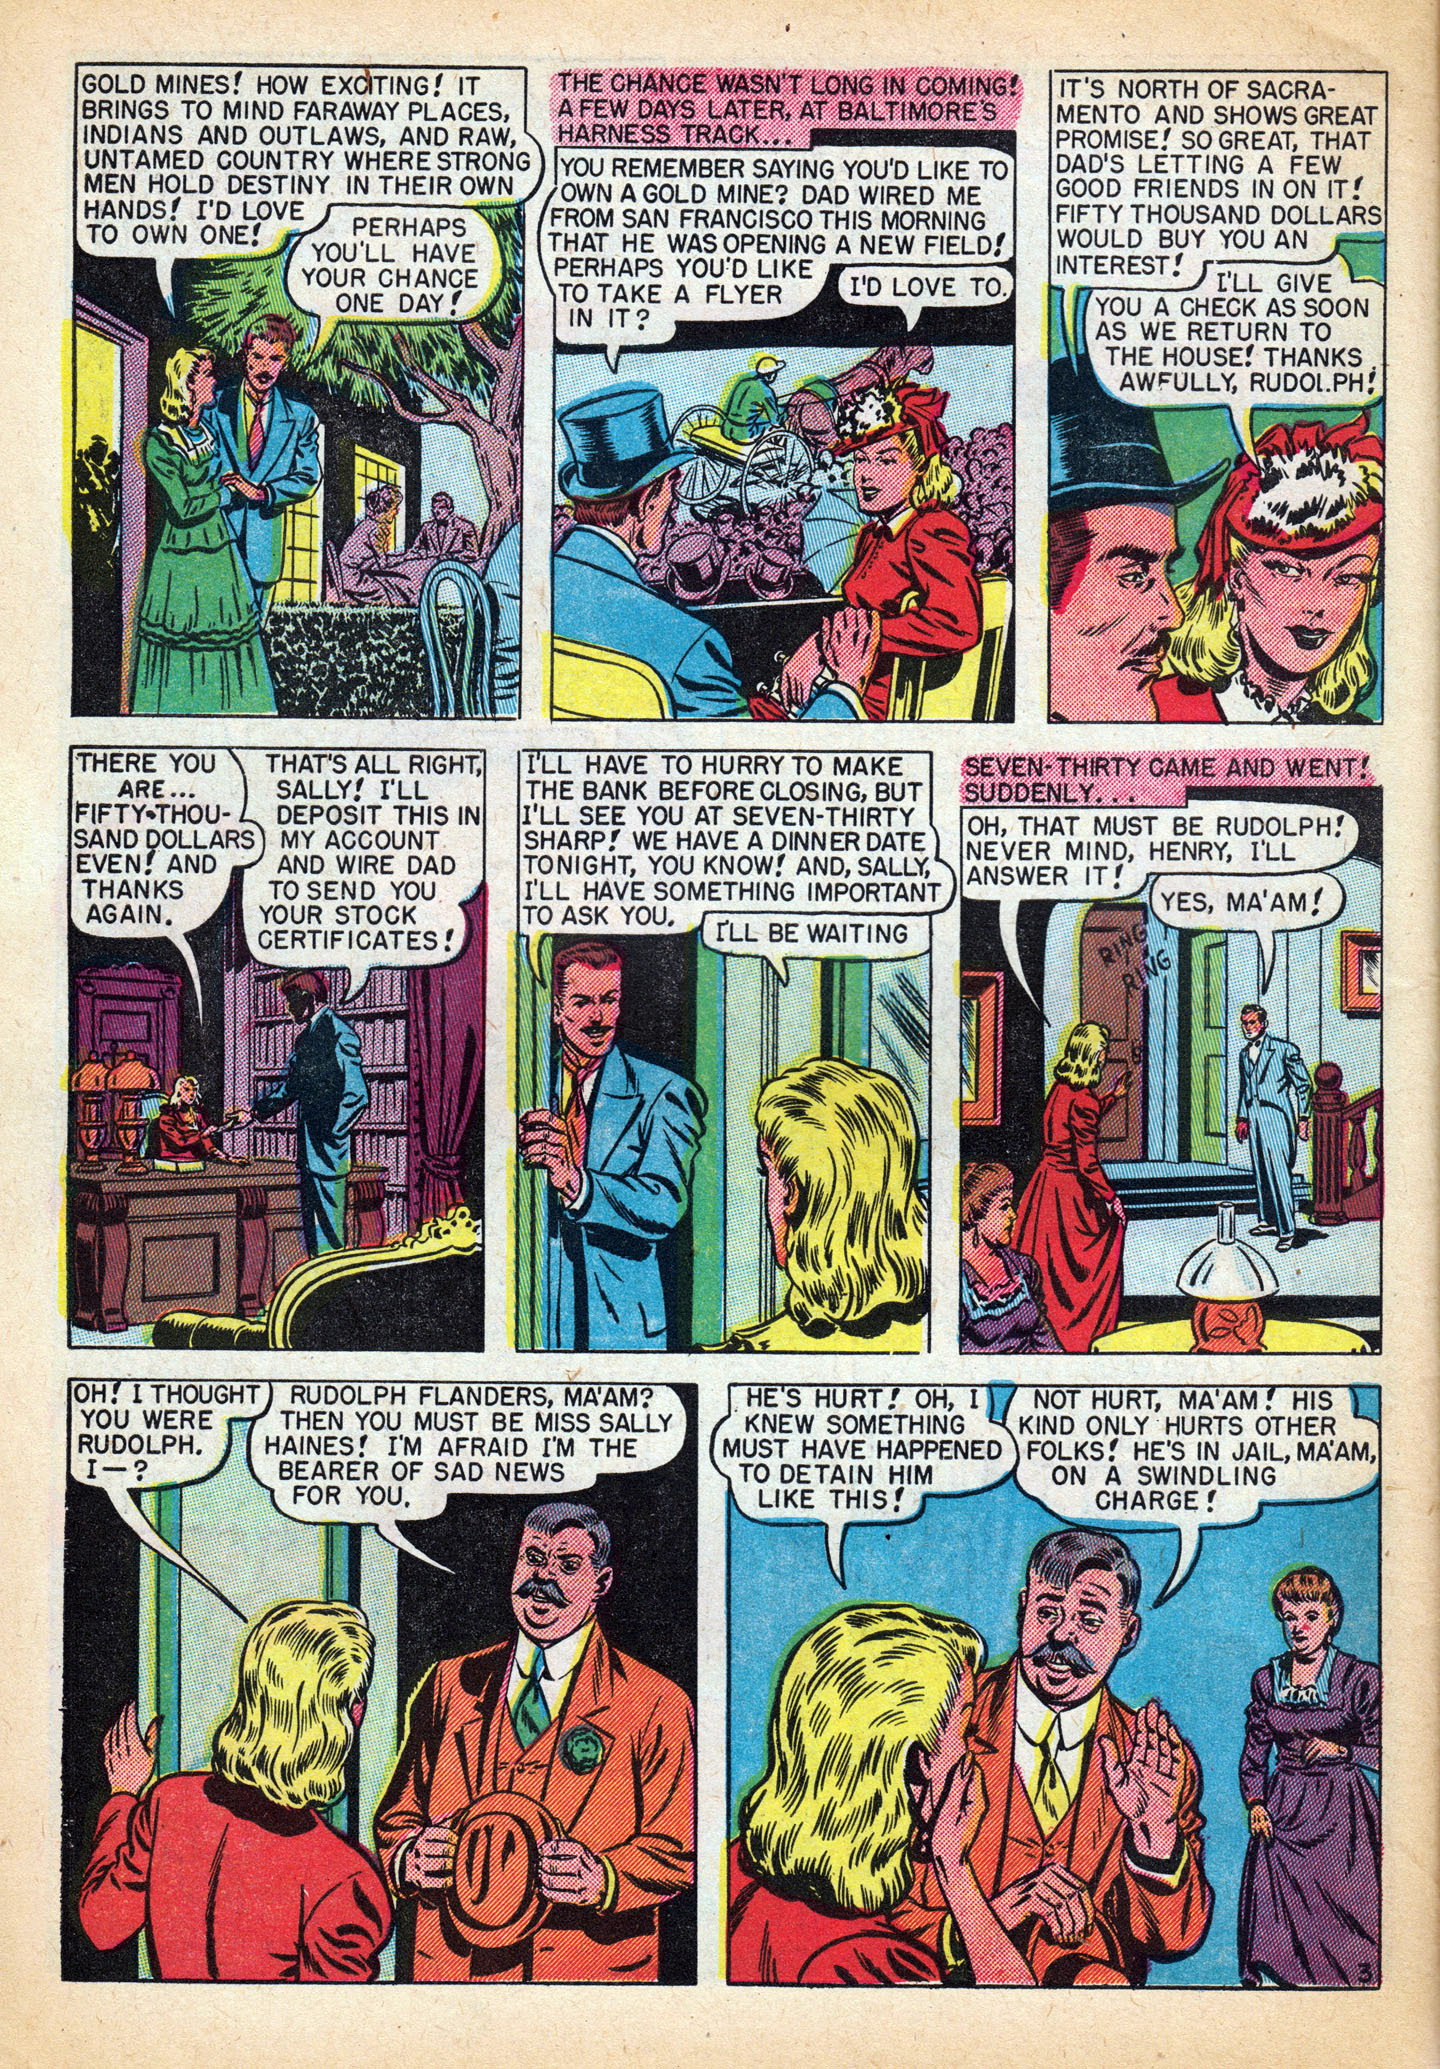 GOLD MINES! HOW EXCITING! IT
BRINGS TO MIND FARAWAY PLACES,
INDIANS AND OUTLAWS, AND RAW,
UNTAMED COUNTRY WHERE STRONG
MEN HOLD DESTINY IN THEIR OWN
HANDS! I'D LOVE
TO OWN ONE!
PERHAPS
YOU'LL HAVE
YOUR CHANCE
ONE DAY!
THE CHANCE WASN'T LONG IN COMING!
A FEW DAYS LATER, AT BALTIMORE'S
HARNESS TRACK...
YOU REMEMBER SAYING YOU'D LIKE TO
OWN A GOLD MINE? DAD WIRED ME
FROM SAN FRANCISCO THIS MORNING
THAT HE WAS OPENING A NEW FIELD!
PERHAPS YOU'D LIKE
TO TAKE A FLYER
IN IT?
I'D LOVE TO.
IT'S NORTH OF SACRA-
MENTO AND SHOWS GREAT
PROMISE! SO GREAT, THAT
DAD'S LETTING A FEW
GOOD FRIENDS IN ON IT!
FIFTY THOUSAND DOLLARS
WOULD BUY YOU AN
INTEREST!
I'LL GIVE
YOU A CHECK AS SOON
AS WE RETURN TO
THE HOUSE! THANKS
AWFULLY, RUDOLPH!
THERE YOU
ARE...
FIFTY-THOU-
SAND DOLLARS
EVEN! AND
THANKS
AGAIN.
THAT'S ALL RIGHT,
SALLY! I'LL
DEPOSIT THIS IN
MY ACCOUNT
AND WIRE DAD
TO SEND YOU
YOUR STOCK
CERTIFICATES!
I'LL HAVE TO HURRY TO MAKE
THE BANK BEFORE CLOSING, BUT
I'LL SEE YOU AT SEVEN-THIRTY
SHARP! WE HAVE A DINNER DATE
TONIGHT, YOU KNOW! AND, SALLY,
I'LL HAVE SOMETHING IMPORTANT
TO ASK YOU.
I'LL BE WAITING
SEVEN-THIRTY CAME AND WENT!
SUDDENLY...
OH, THAT MUST BE RUDOLPH!
NEVER MIND, HENRY, I'LL
ANSWER IT!
YES, MA'AM!
RING
RING
OH! I THOUGHT
YOU WERE
RUDOLPH.
I—?
RUDOLPH FLANDERS, MA'AM?
THEN YOU MUST BE MISS SALLY
HAINES! I'M AFRAID I'M THE
BEARER OF SAD NEWS
FOR YOU.
HE'S HURT! OH, I
KNEW SOMETHING
MUST HAVE HAPPENED
TO DETAIN HIM
LIKE THIS!
NOT HURT, MA'AM! HIS
KIND ONLY HURTS OTHER
FOLKS! HE'S IN JAIL, MA'AM,
ON A SWINDLING
CHARGE!
3